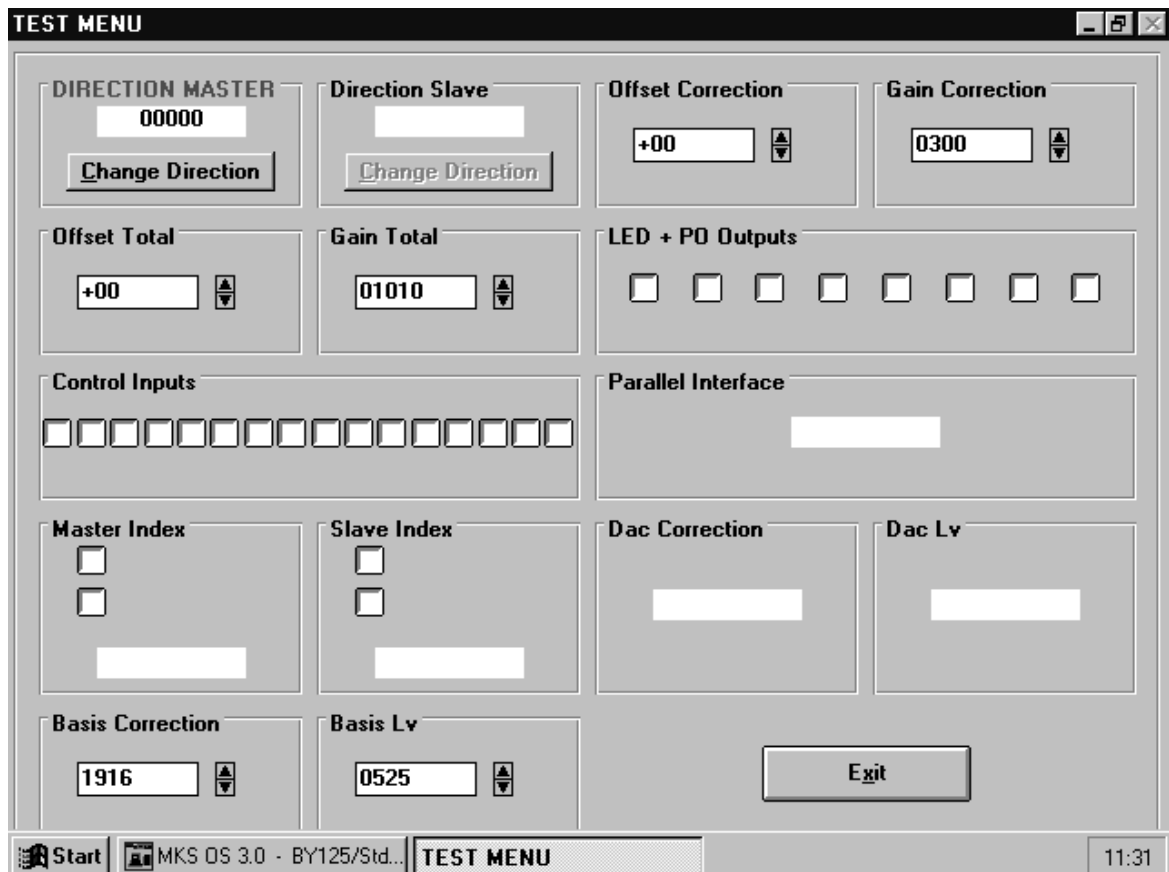 TEST MENU
DIRECTION MASTER
00000
Change Direction
Direction Slave
Change Direction
Offset Correction
+00
Gain Correction
0300
Offset Total
+00
Gain Total
01010
LED + PO Outputs
Control Inputs
Parallel Interface
Master Index
Slave Index
Dac Correction
Dac Lv
Basis Correction
1916
Basis Lv
0525
Exit
Start
MKS OS 3.0 - BY125/Std...
TEST MENU
11:31